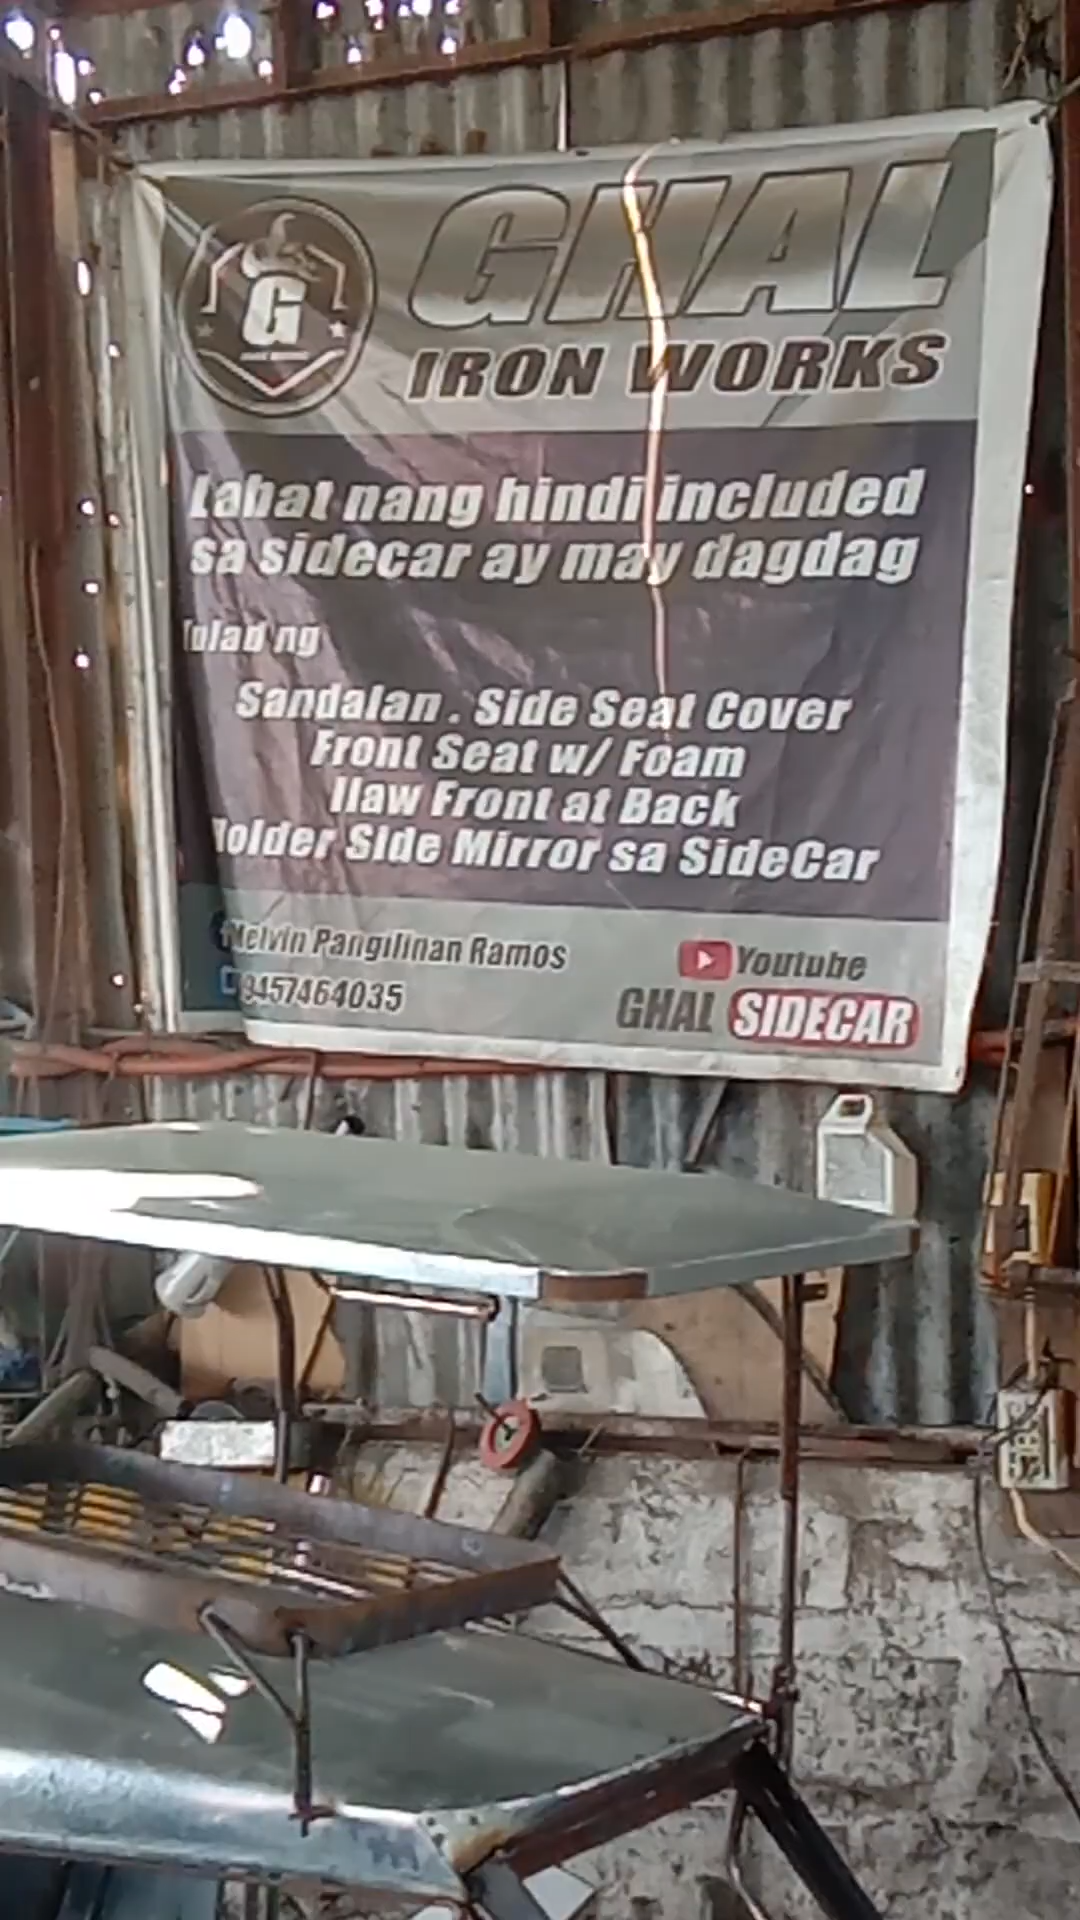 G
GHAL
IRON WORKS
Lahat nang hindi included
sa sidecar ay may dagdag
Tulad ng
Sandalan . Side Seat Cover
Front Seat w/ Foam
Ilaw Front at Back
Holder Side Mirror sa SideCar
Melvin Pangilinan Ramos
9457464035
Youtube
GHAL SIDECAR